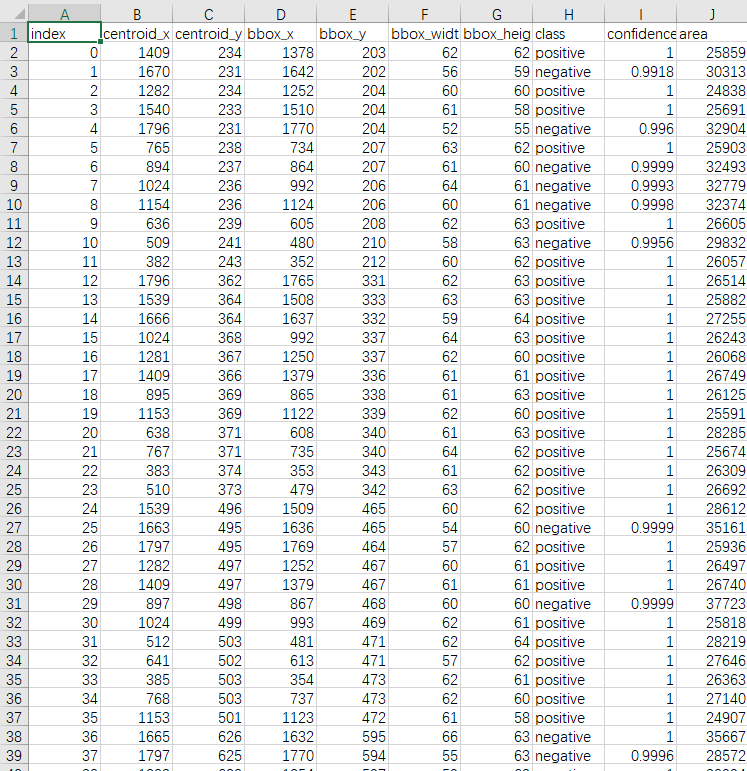 A B C D E F G H I J
1 index centroid_x centroid_y bbox_x bbox_y bbox_widt bbox_heig class confidence area
2 0 1409 234 1378 203 62 62 positive 1 25859
3 1 1670 231 1642 202 56 59 negative 0.9918 30313
4 2 1282 234 1252 204 60 60 positive 1 24838
5 3 1540 233 1510 204 61 58 positive 1 25691
6 4 1796 231 1770 204 52 55 negative 0.996 32904
7 5 765 238 734 207 63 62 positive 1 25903
8 6 894 237 864 207 61 60 negative 0.9999 32493
9 7 1024 236 992 206 64 61 negative 0.9993 32779
10 8 1154 236 1124 206 60 61 negative 0.9998 32374
11 9 636 239 605 208 62 63 positive 1 26605
12 10 509 241 480 210 58 63 negative 0.9956 29832
13 11 382 243 352 212 60 62 positive 1 26057
14 12 1796 362 1765 331 62 63 positive 1 26514
15 13 1539 364 1508 333 63 63 positive 1 25882
16 14 1666 364 1637 332 59 64 positive 1 27255
17 15 1024 368 992 337 64 63 positive 1 26243
18 16 1281 367 1250 337 62 60 positive 1 26068
19 17 1409 366 1379 336 61 61 positive 1 26749
20 18 895 369 865 338 61 63 positive 1 26125
21 19 1153 369 1122 339 62 60 positive 1 25591
22 20 638 371 608 340 61 63 positive 1 28285
23 21 767 371 735 340 64 62 positive 1 25674
24 22 383 374 353 343 61 62 positive 1 26309
25 23 510 373 479 342 63 62 positive 1 26692
26 24 1539 496 1509 465 60 62 positive 1 28612
27 25 1663 495 1636 465 54 60 negative 0.9999 35161
28 26 1797 495 1769 464 57 62 positive 1 25936
29 27 1282 497 1252 467 60 61 positive 1 26497
30 28 1409 497 1379 467 61 61 positive 1 26740
31 29 897 498 867 468 60 60 negative 0.9999 37723
32 30 1024 499 993 469 62 61 positive 1 25818
33 31 512 503 481 471 62 64 positive 1 28219
34 32 641 502 613 471 57 62 positive 1 27646
35 33 385 503 354 473 62 61 positive 1 26363
36 34 768 503 737 473 62 60 positive 1 27140
37 35 1153 501 1123 472 61 58 positive 1 24907
38 36 1665 626 1632 595 66 63 negative 1 35667
39 37 1797 625 1770 594 55 63 negative 0.9996 28572